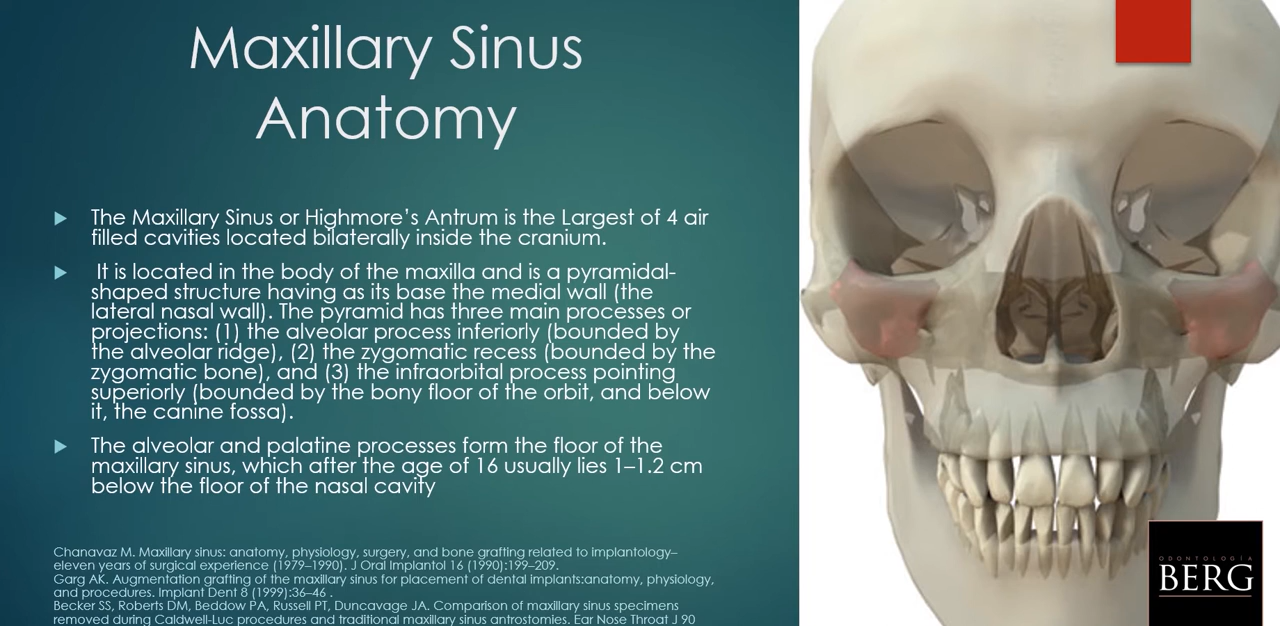 Maxillary Sinus
Anatomy
The Maxillary Sinus or Highmore's Antrum is the Largest of 4 air
filled cavities located bilaterally inside the cranium.
It is located in the body of the maxilla and is a pyramidal-
shaped structure having as its base the medial wall (the
lateral nasal wall). The pyramid has three main processes or
projections: (1) the alveolar process inferiorly (bounded by
the alveolar ridge), (2) the zygomatic recess (bounded by the
zygomatic bone), and (3) the infraorbital process pointing
superiorly (bounded by the bony floor of the orbit, and below
it, the canine fossa).
The alveolar and palatine processes form the floor of the
maxillary sinus, which after the age of 16 usually lies 1–1.2 cm
below the floor of the nasal cavity
Chanavaz M. Maxillary sinus: anatomy, physiology, surgery, and bone grafting related to implantology–
eleven years of surgical experience (1979–1990). J Oral Implantol 16 (1990):199–209.
Garg AK. Augmentation grafting of the maxillary sinus for placement of dental implants:anatomy, physiology,
and procedures. Implant Dent 8 (1999):36–46 .
Becker SS, Roberts DM, Beddow PA, Russell PT, Duncavage JA. Comparison of maxillary sinus specimens
removed during Caldwell-Luc procedures and traditional maxillary sinus antrostomies. Ear Nose Throat J 90
ODONTOLOGIA
BERG